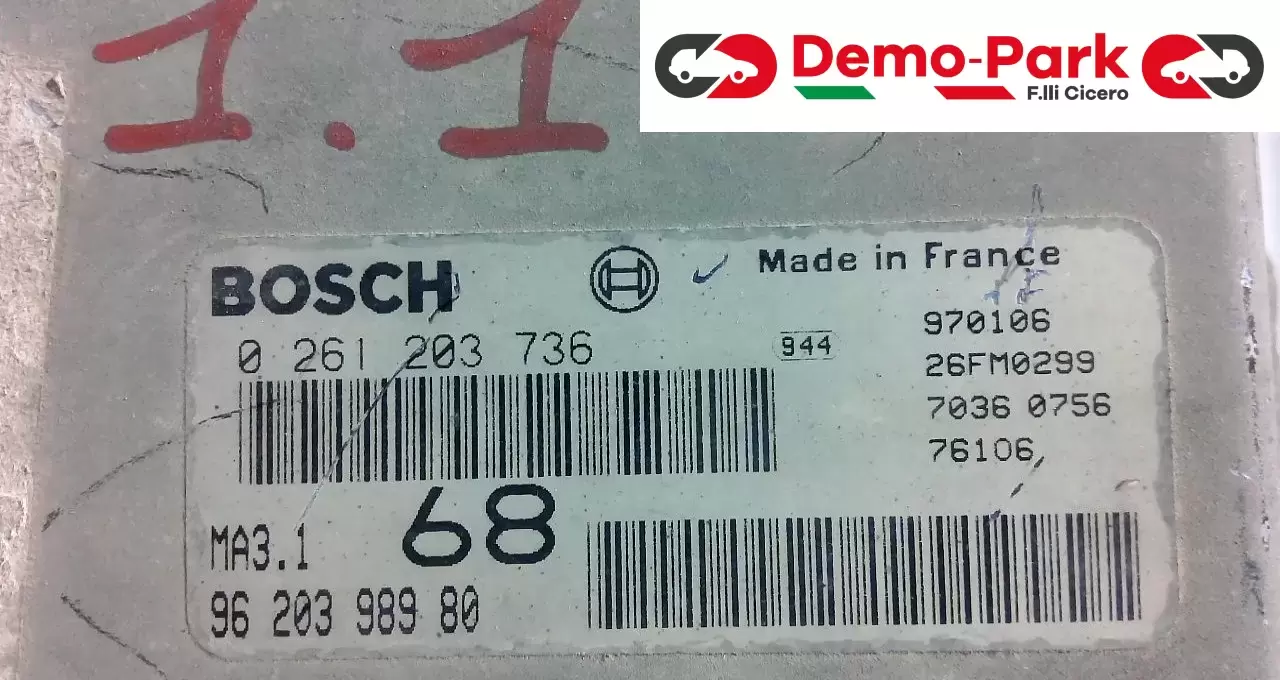 1.1
Demo-Park
F.lli Cicero
BOSCH
Made in France
0 261 203 736
944
970106
26FM0299
7036 0756
76106
MA3.1
68
96 203 989 80